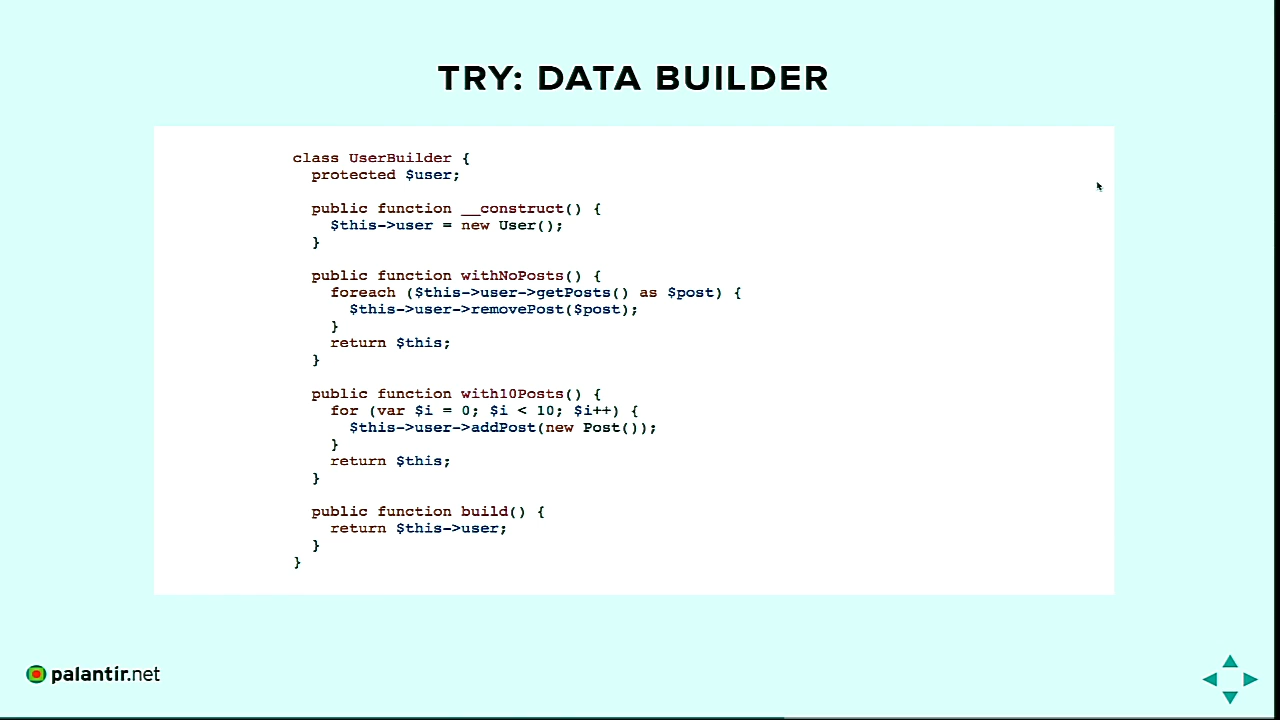 TRY: DATA BUILDER
class UserBuilder {
  protected $user;

  public function __construct() {
    $this->user = new User();
  }

  public function withNoPosts() {
    foreach ($this->user->getPosts() as $post) {
      $this->user->removePost($post);
    }
    return $this;
  }

  public function with10Posts() {
    for (var $i = 0; $i < 10; $i++) {
      $this->user->addPost(new Post());
    }
    return $this;
  }

  public function build() {
    return $this->user;
  }
}
palantir.net